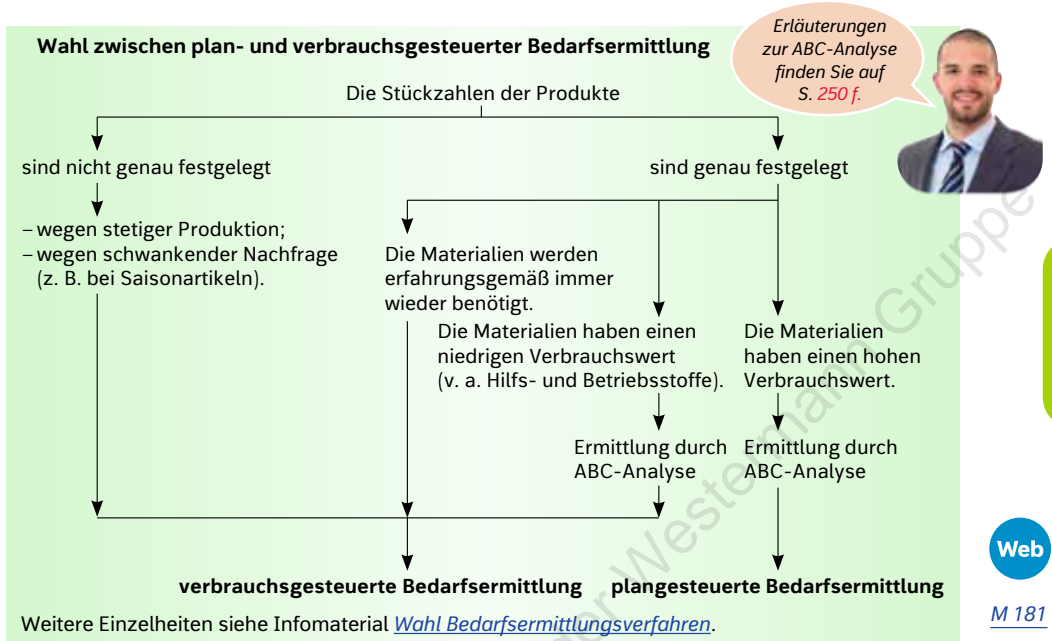 Wahl zwischen plan- und verbrauchsgesteuerter Bedarfsermittlung
Erläuterungen
zur ABC-Analyse
finden Sie auf
S. 250 f.
Die Stückzahlen der Produkte
sind nicht genau festgelegt
sind genau festgelegt
– wegen stetiger Produktion;
– wegen schwankender Nachfrage
(z. B. bei Saisonartikeln).
Die Materialien werden
erfahrungsgemäß immer
wieder benötigt.
Die Materialien haben einen
niedrigen Verbrauchswert
(v. a. Hilfs- und Betriebsstoffe).
Die Materialien
haben einen hohen
Verbrauchswert.
Ermittlung durch
ABC-Analyse
Ermittlung durch
ABC-Analyse
verbrauchsgesteuerte Bedarfsermittlung
plangesteuerte Bedarfsermittlung
Weitere Einzelheiten siehe Infomaterial Wahl Bedarfsermittlungsverfahren.
Web
M 181
Westermann Gruppe